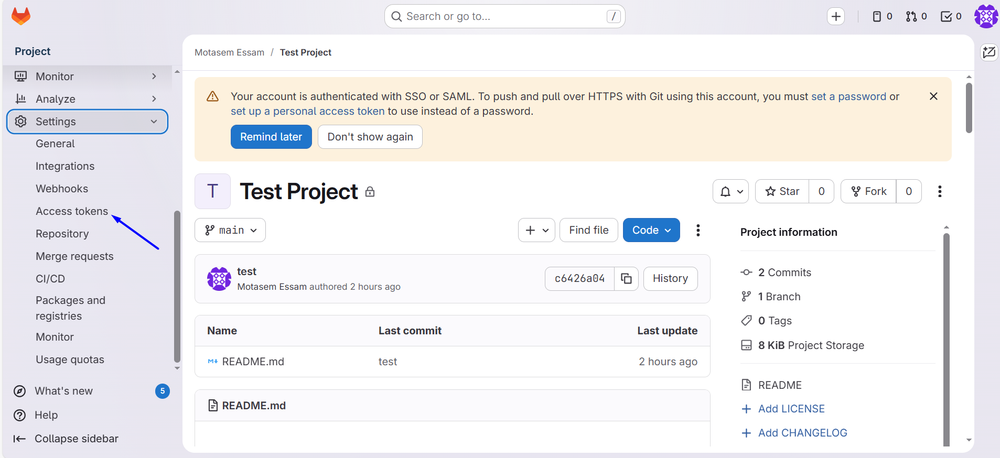 Search or go to...
/
0
0
0
Project
Monitor
Analyze
Settings
General
Integrations
Webhooks
Access tokens
Repository
Merge requests
CI/CD
Packages and
registries
Monitor
Usage quotas
What's new
5
Help
Collapse sidebar
Motasem Essam / Test Project
Your account is authenticated with SSO or SAML. To push and pull over HTTPS with Git using this account, you must set a password or
set up a personal access token to use instead of a password.
Remind later
Don't show again
T
Test Project
Star
0
Fork
0
main
Find file
Code
test
Motasem Essam authored 2 hours ago
c6426a04
History
Name
Last commit
Last update
README.md
test
2 hours ago
README.md
Project information
2 Commits
1 Branch
0 Tags
8 KiB Project Storage
README
Add LICENSE
Add CHANGELOG